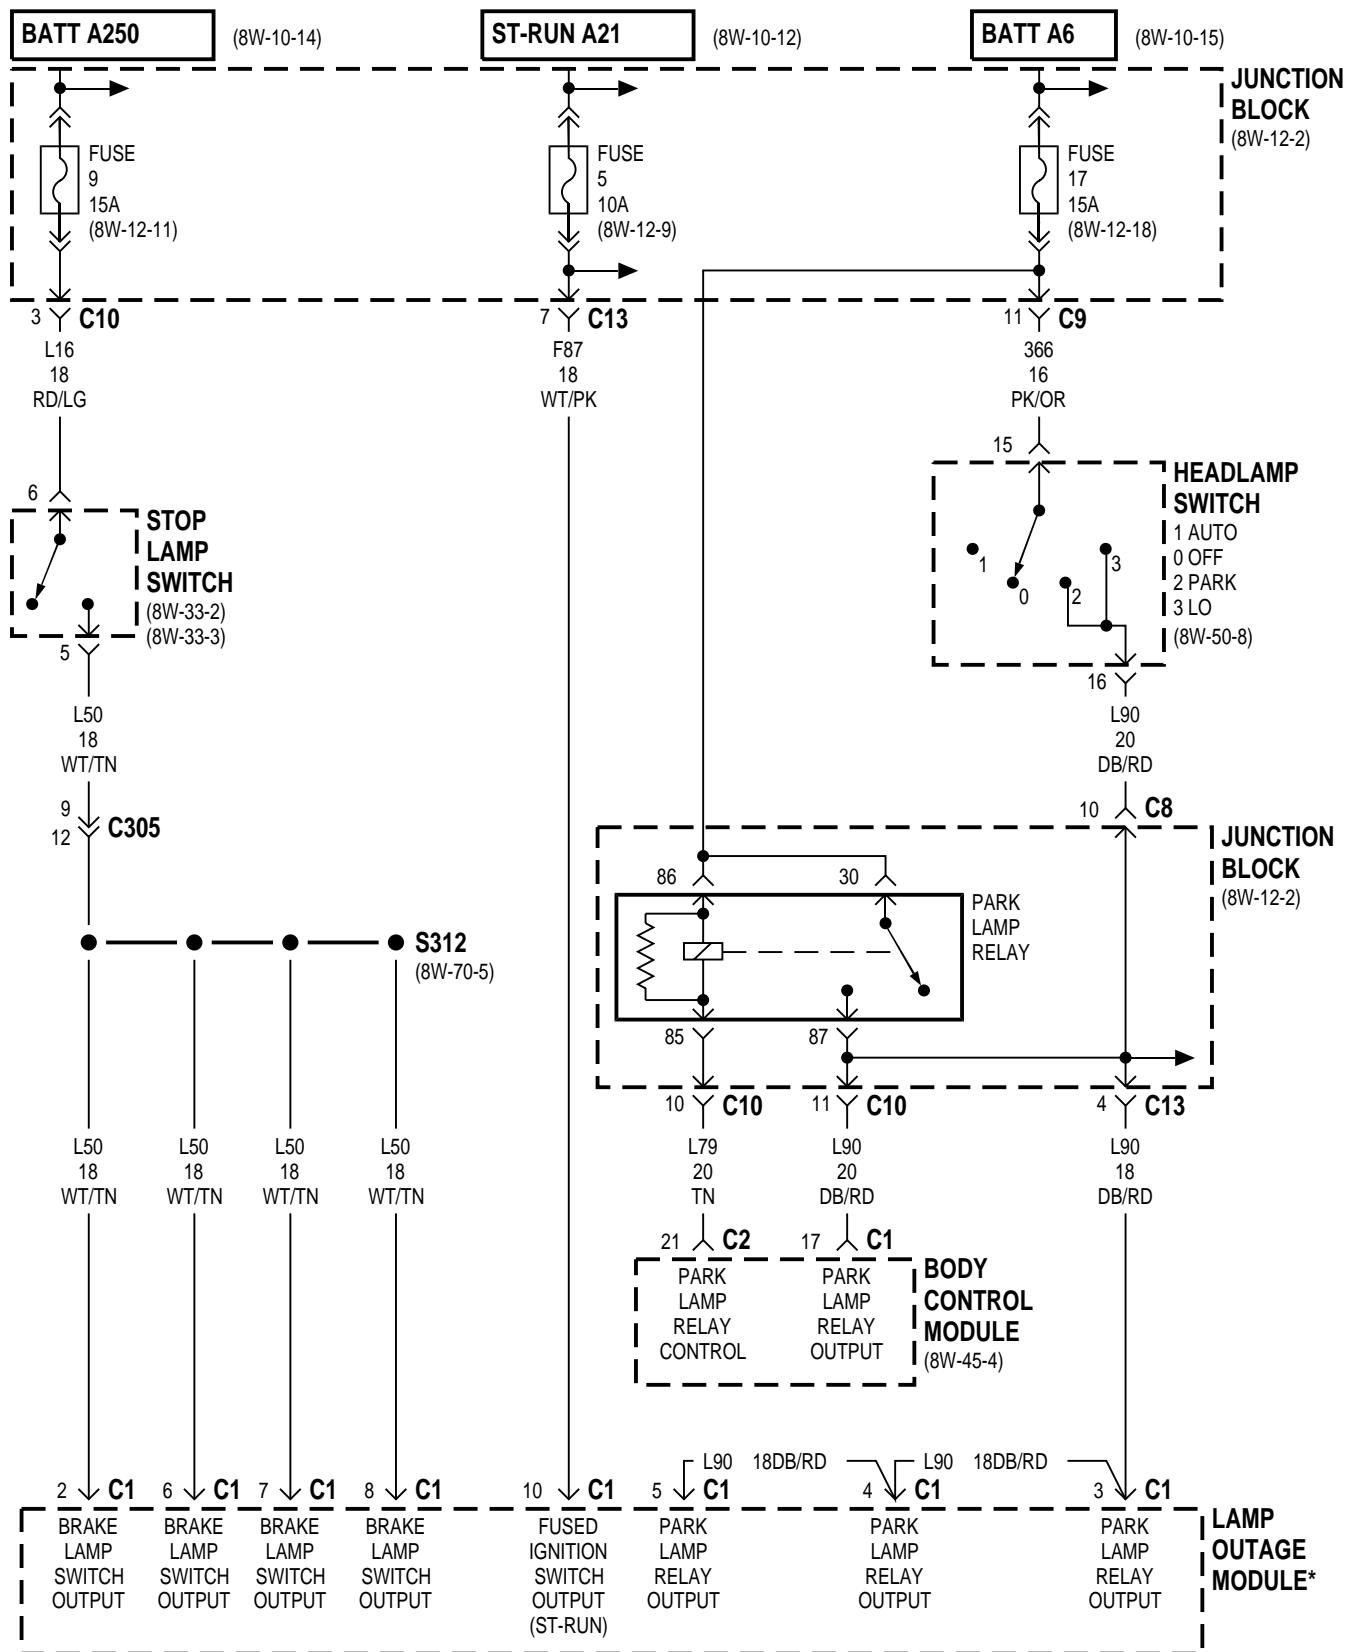 BATT A250
(8W-10-14)
ST-RUN A21
(8W-10-12)
BATT A6
(8W-10-15)
JUNCTION
BLOCK
(8W-12-2)
FUSE
9
15A
(8W-12-11)
FUSE
5
10A
(8W-12-9)
FUSE
17
15A
(8W-12-18)
3 C10
7 C13
11 C9
L16
18
RD/LG
F87
18
WT/PK
366
16
PK/OR
15
HEADLAMP
SWITCH
1 AUTO
0 OFF
2 PARK
3 LO
(8W-50-8)
1
0
2
3
16
6
STOP
LAMP
SWITCH
(8W-33-2)
(8W-33-3)
5
L50
18
WT/TN
L90
20
DB/RD
9
12
C305
10 C8
JUNCTION
BLOCK
(8W-12-2)
86
30
PARK
LAMP
RELAY
S312
(8W-70-5)
85
87
10 C10
11 C10
4 C13
L50
18
WT/TN
L50
18
WT/TN
L50
18
WT/TN
L50
18
WT/TN
L79
20
TN
L90
20
DB/RD
L90
18
DB/RD
21 C2
17 C1
PARK
LAMP
RELAY
CONTROL
PARK
LAMP
RELAY
OUTPUT
BODY
CONTROL
MODULE
(8W-45-4)
L90 18DB/RD
L90 18DB/RD
2 C1
6 C1
7 C1
8 C1
10 C1
5 C1
4 C1
3 C1
BRAKE
LAMP
SWITCH
OUTPUT
BRAKE
LAMP
SWITCH
OUTPUT
BRAKE
LAMP
SWITCH
OUTPUT
BRAKE
LAMP
SWITCH
OUTPUT
FUSED
IGNITION
SWITCH
OUTPUT
(ST-RUN)
PARK
LAMP
RELAY
OUTPUT
PARK
LAMP
RELAY
OUTPUT
PARK
LAMP
RELAY
OUTPUT
LAMP
OUTAGE
MODULE*